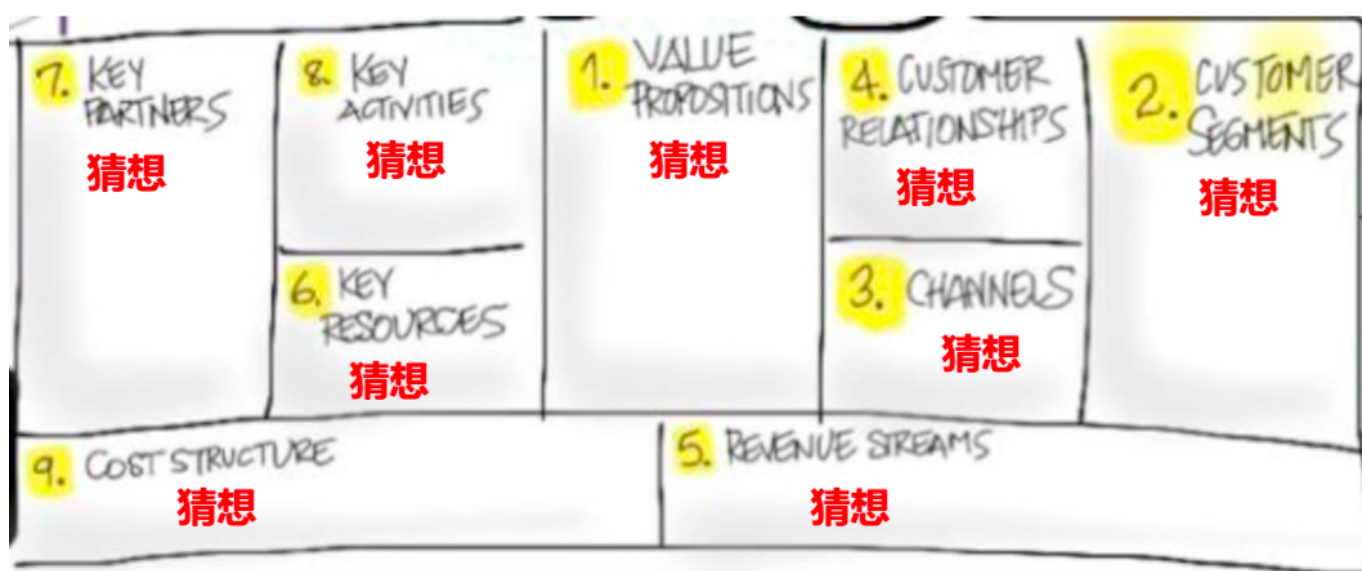 7. KEY
PARTNERS
猜想
8. KEY
ACTIVITIES
猜想
6. KEY
RESOURCES
猜想
1. VALUE
PROPOSITIONS
猜想
4. CUSTOMER
RELATIONSHIPS
猜想
3. CHANNELS
猜想
2. CUSTOMER
SEGMENTS
猜想
9. COST STRUCTURE
猜想
5. REVENUE STREAMS
猜想